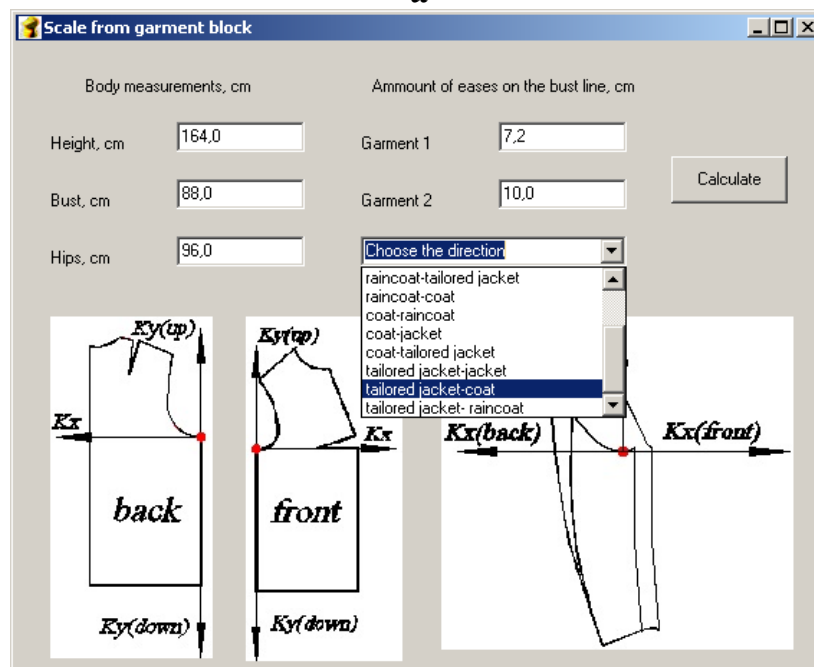 Scale from garment block
Body measurements, cm
Ammount of eases on the bust line, cm
Height, cm
164,0
Garment 1
7,2
Calculate
Bust, cm
88,0
Garment 2
10,0
Hips, cm
96,0
Choose the direction
raincoat-tailored jacket
raincoat-coat
coat-raincoat
coat-jacket
coat-tailored jacket
tailored jacket-jacket
tailored jacket-coat
tailored jacket- raincoat
Ky(up)
Kx
back
Ky(down)
Ky(up)
Kx
front
Ky(down)
Kx(back)
Kx(front)